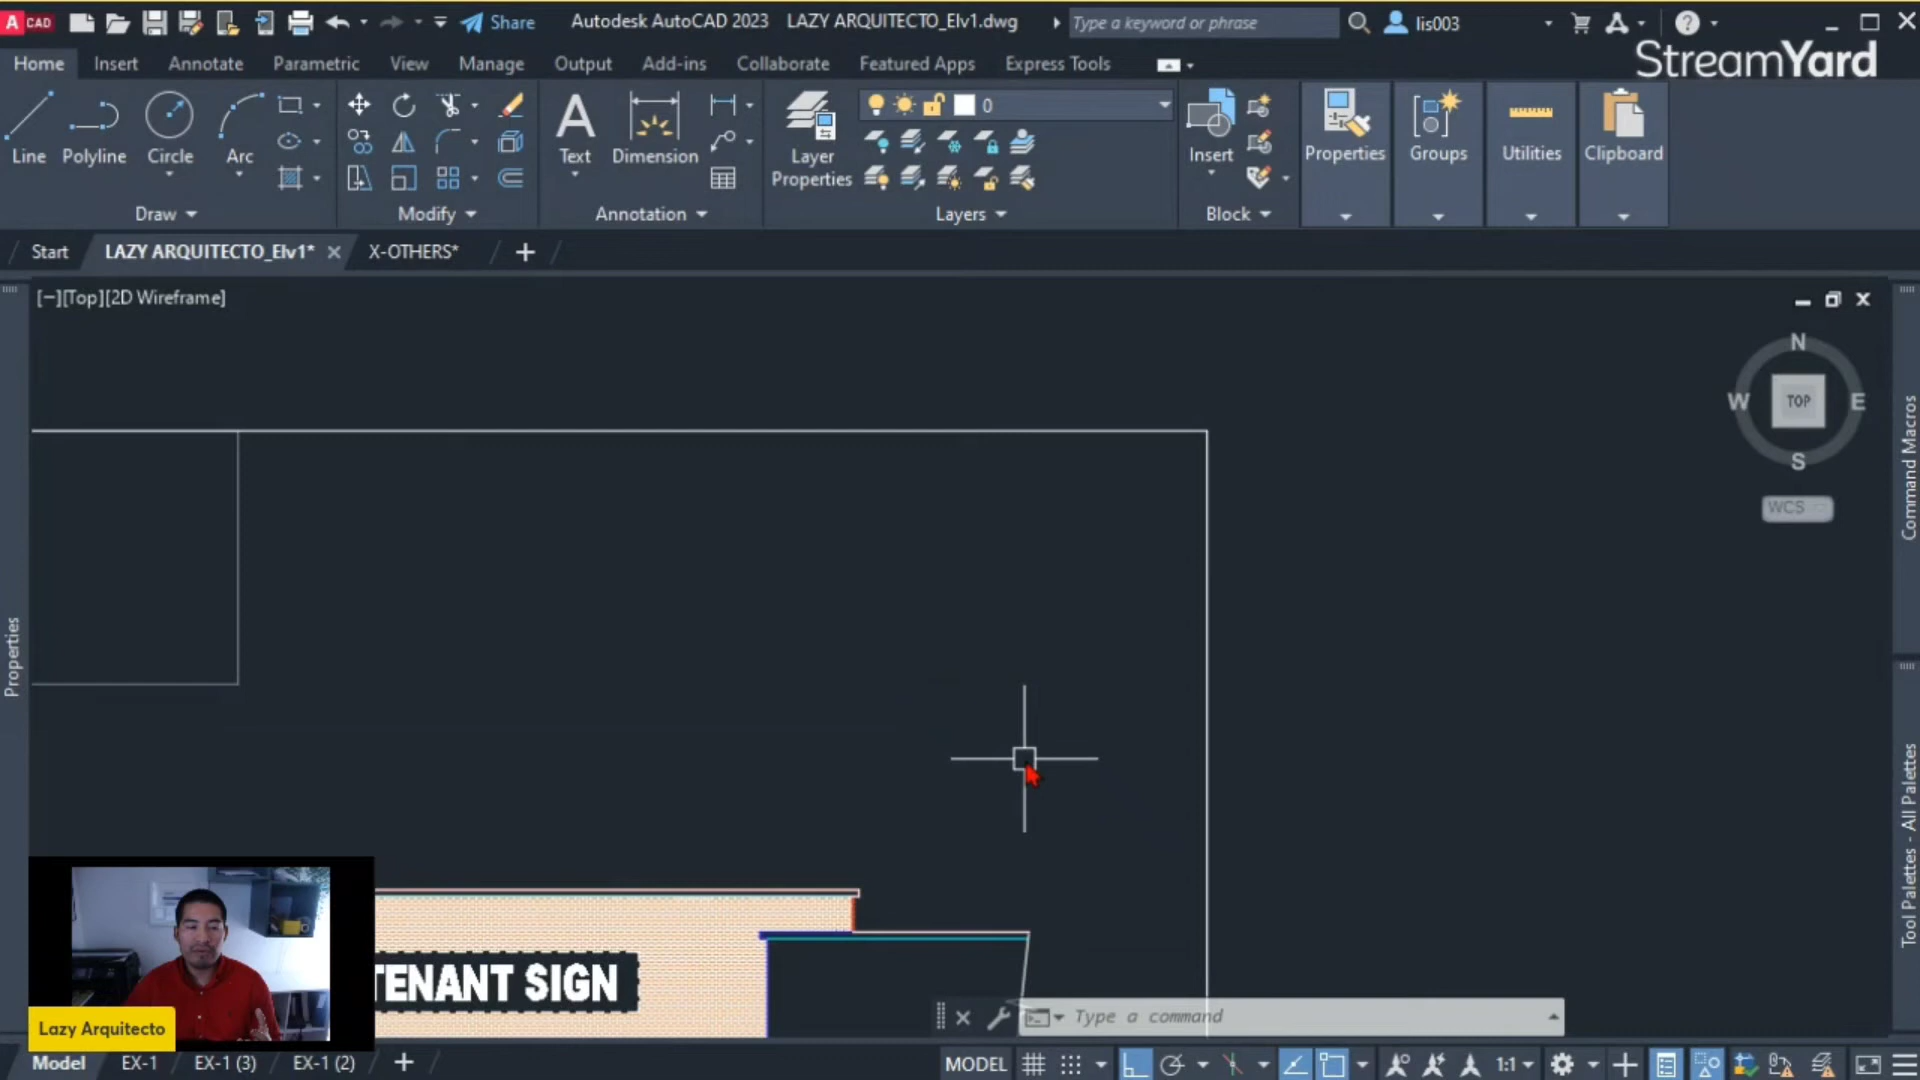 A CAD Share Autodesk AutoCAD 2023 LAZY ARQUITECTO_Elv1.dwg Type a keyword or phrase lis003
StreamYard
Home Insert Annotate Parametric View Manage Output Add-ins Collaborate Featured Apps Express Tools
0
Line Polyline Circle Arc Text Dimension Layer Properties Insert Properties Groups Utilities Clipboard
Draw Modify Annotation Layers Block
Start LAZY ARQUITECTO_Elv1* X-OTHERS*
[−][Top][2D Wireframe]
N
W TOP E
S
WCS
Command Macros
Properties
Tool Palettes - All Palettes
TENANT SIGN
Type a command
Lazy Arquitecto
Model EX-1 EX-1 (3) EX-1 (2) MODEL 1:1